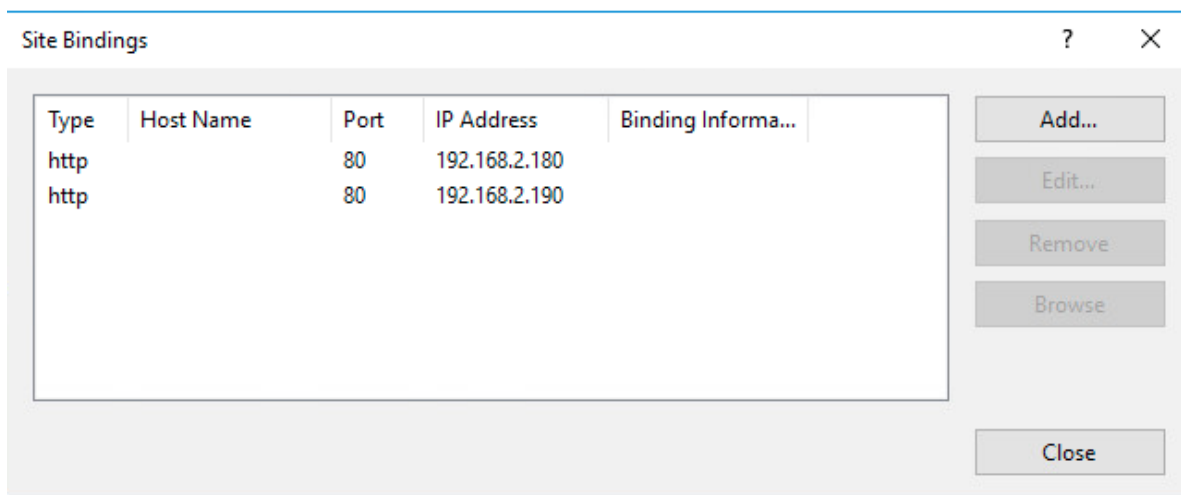 Site Bindings ?
Type Host Name Port IP Address Binding Informa...
http 80 192.168.2.180
http 80 192.168.2.190
Add...
Edit...
Remove
Browse
Close